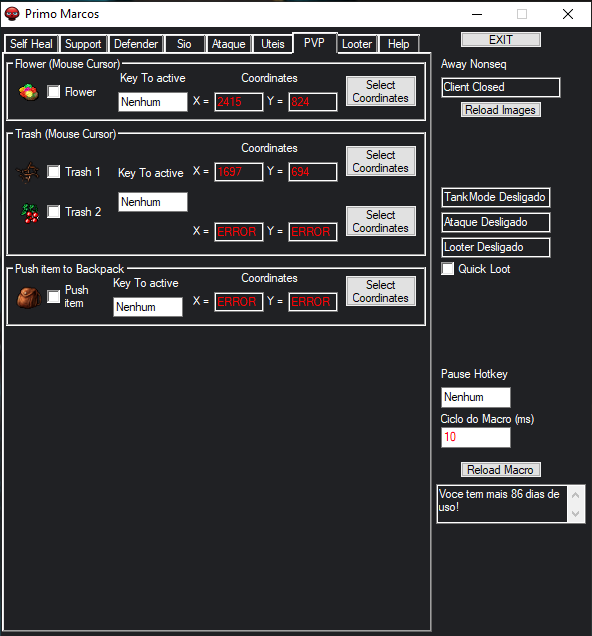 Primo Marcos
Self Heal Support Defender Sio Ataque Uteis PVP Looter Help
EXIT
Flower (Mouse Cursor)
Key To active
Coordinates
Flower
Nenhum
X = 2415 Y = 824
Select
Coordinates
Trash (Mouse Cursor)
Coordinates
Trash 1
Key To active
X = 1697 Y = 694
Select
Coordinates
Nenhum
Trash 2
X = ERROR Y = ERROR
Select
Coordinates
Push item to Backpack
Key To active
Coordinates
Push
item
Nenhum
X = ERROR Y = ERROR
Select
Coordinates
Away Nonseq
Client Closed
Reload Images
TankMode Desligado
Ataque Desligado
Looter Desligado
Quick Loot
Pause Hotkey
Nenhum
Ciclo do Macro (ms)
10
Reload Macro
Voce tem mais 86 dias de
uso!